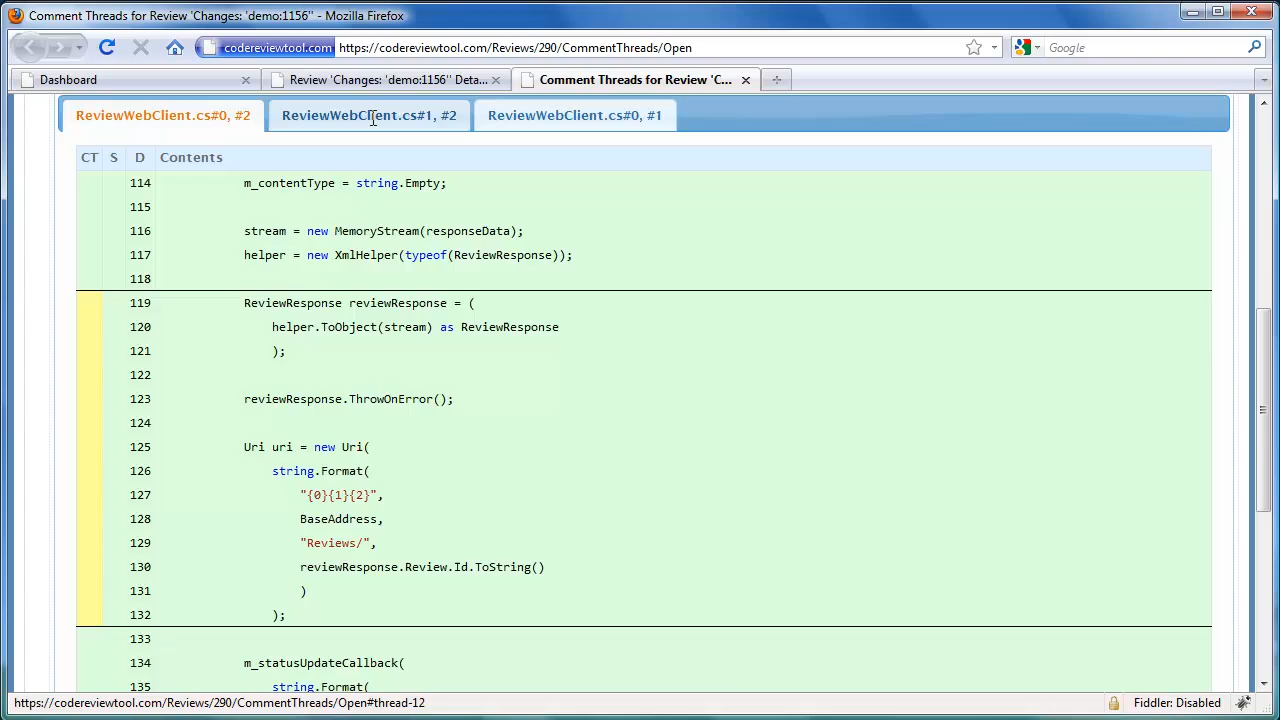 Comment Threads for Review 'Changes: 'demo:1156'' - Mozilla Firefox
codereviewtool.com https://codereviewtool.com/Reviews/290/CommentThreads/Open Google
Dashboard Review 'Changes: 'demo:1156'' Deta... Comment Threads for Review 'C...
ReviewWebClient.cs#0, #2 ReviewWebClient.cs#1, #2 ReviewWebClient.cs#0, #1
CT S D Contents
114 m_contentType = string.Empty;
115
116 stream = new MemoryStream(responseData);
117 helper = new XmlHelper(typeof(ReviewResponse));
118
119 ReviewResponse reviewResponse = (
120 helper.ToObject(stream) as ReviewResponse
121 );
122
123 reviewResponse.ThrowOnError();
124
125 Uri uri = new Uri(
126 string.Format(
127 "{0}{1}{2}",
128 BaseAddress,
129 "Reviews/",
130 reviewResponse.Review.Id.ToString()
131 )
132 );
133
134 m_statusUpdateCallback(
135 string.Format(
https://codereviewtool.com/Reviews/290/CommentThreads/Open#thread-12 Fiddler: Disabled